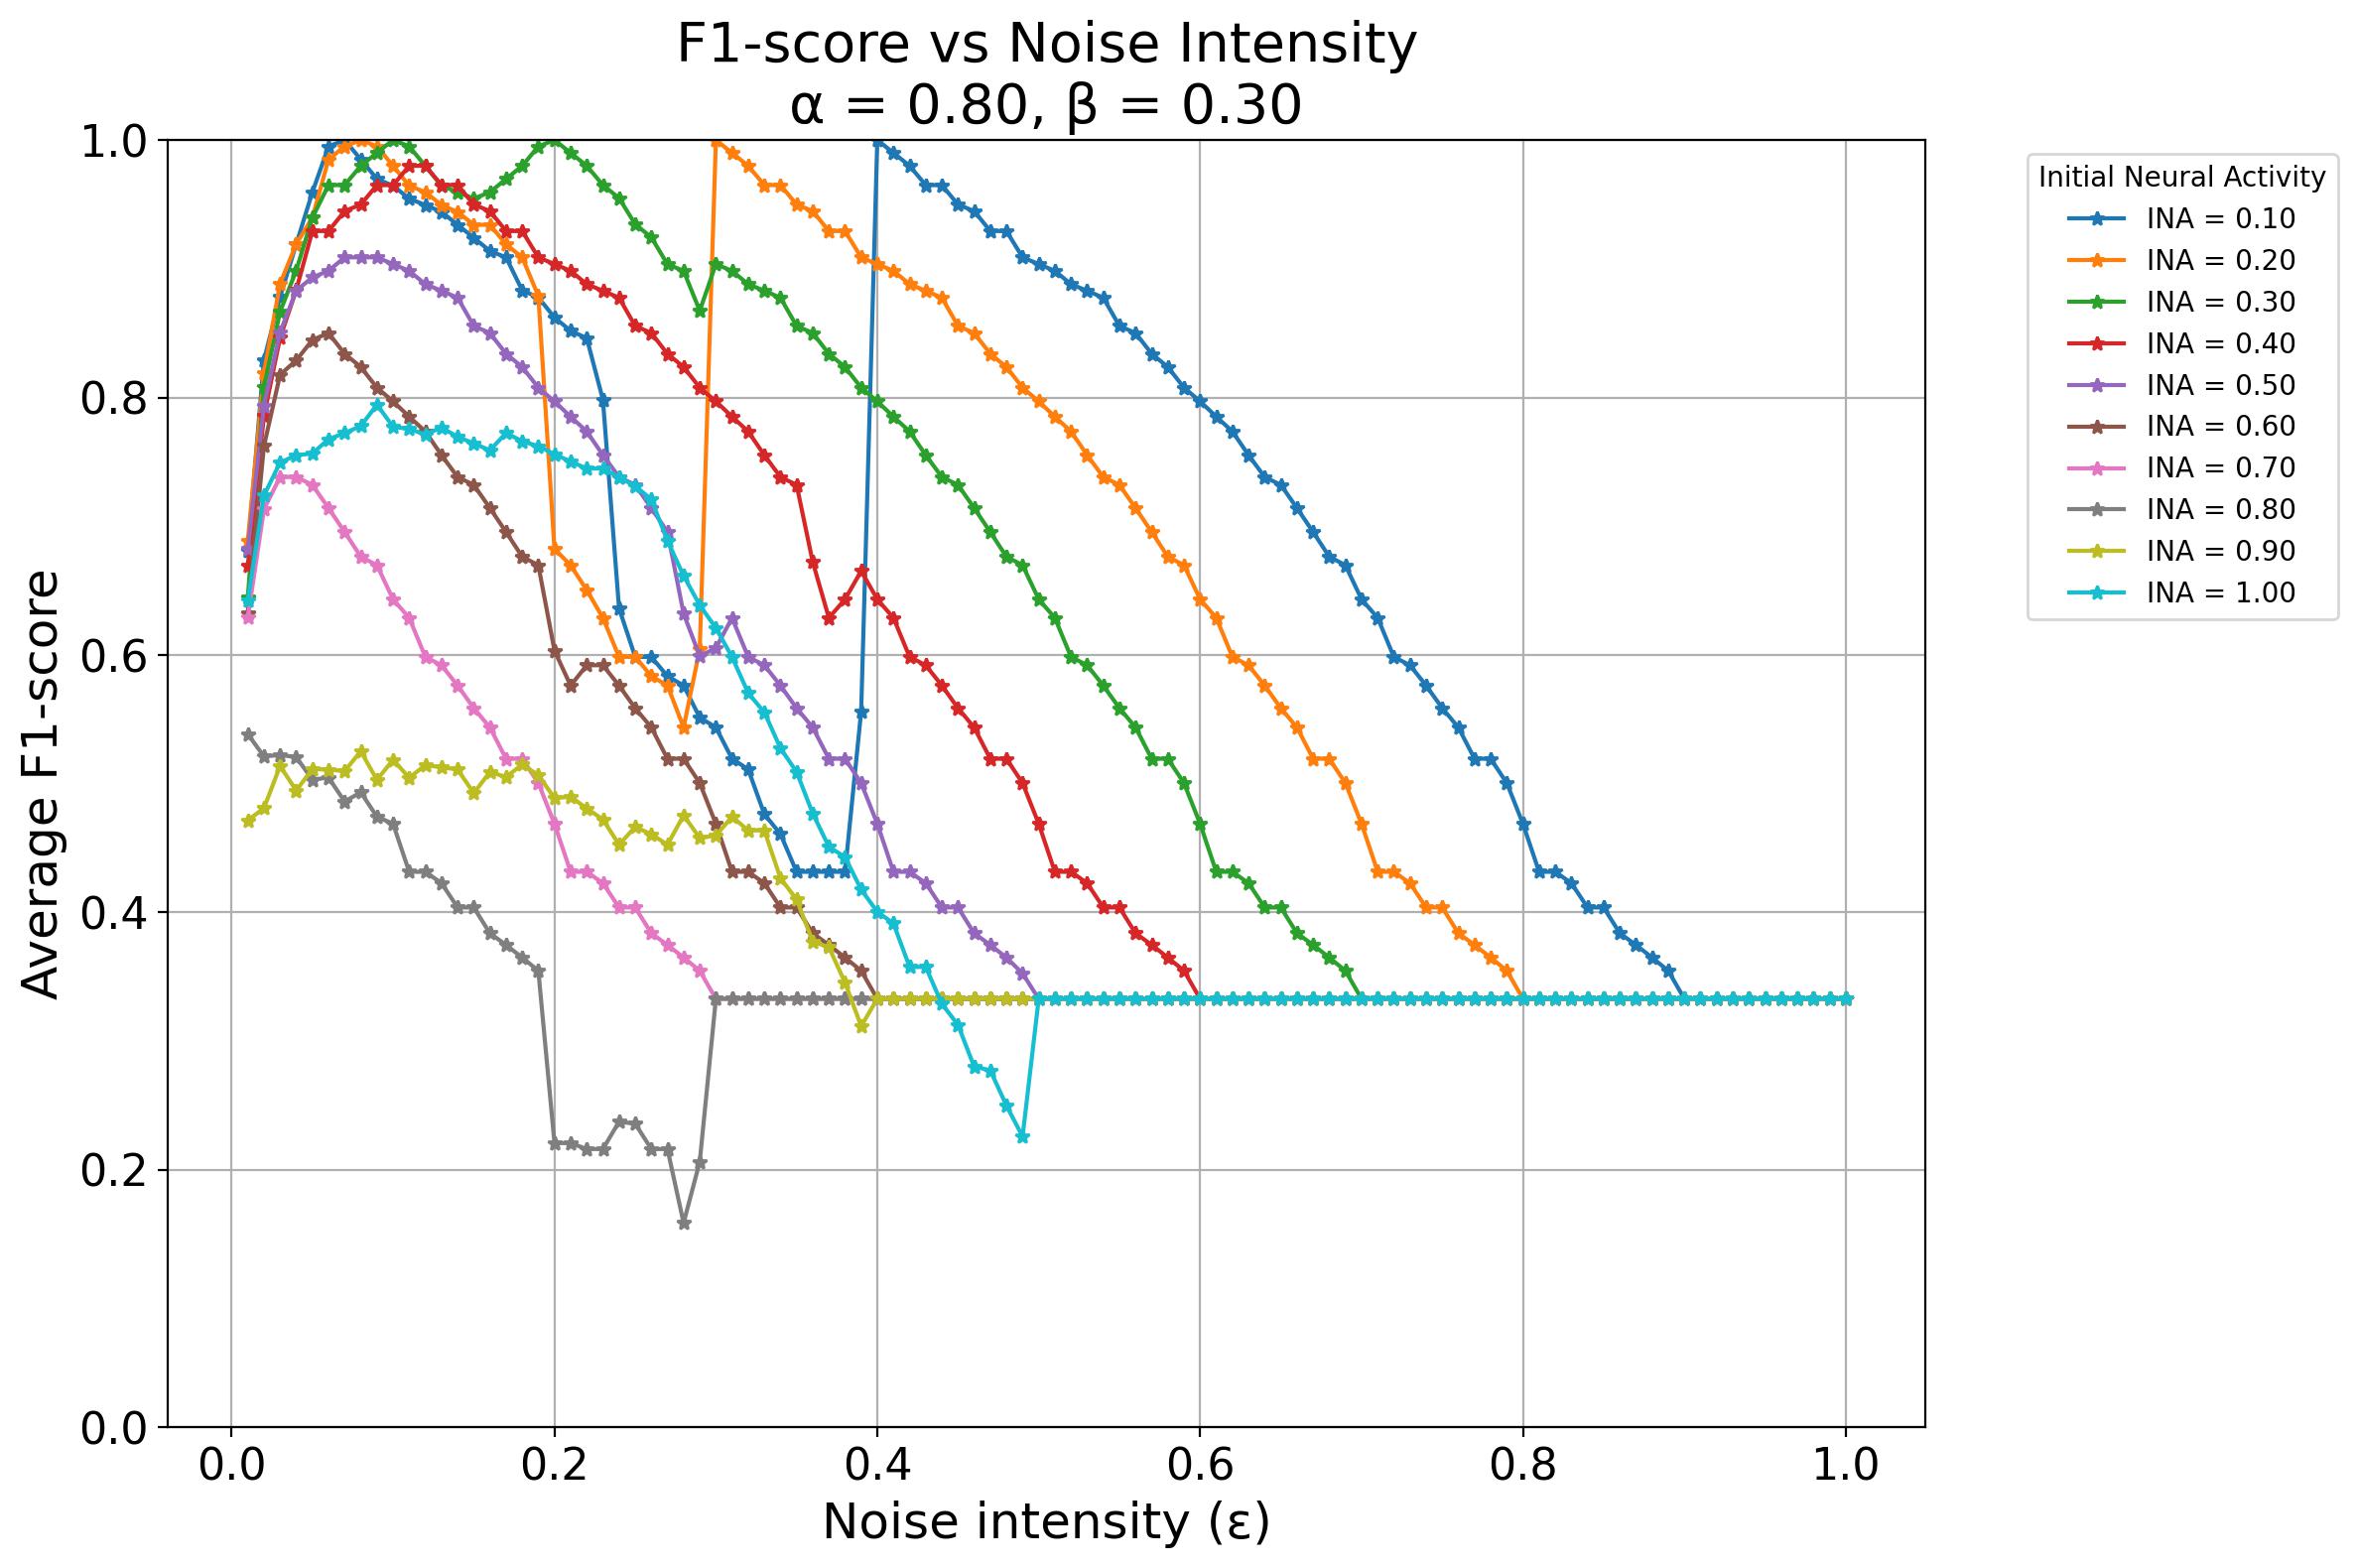 F1-score vs Noise Intensity
α = 0.80, β = 0.30
Average F1-score
1.0
0.8
0.6
0.4
0.2
0.0
0.0 0.2 0.4 0.6 0.8 1.0
Noise intensity (ε)
Initial Neural Activity
INA = 0.10
INA = 0.20
INA = 0.30
INA = 0.40
INA = 0.50
INA = 0.60
INA = 0.70
INA = 0.80
INA = 0.90
INA = 1.00